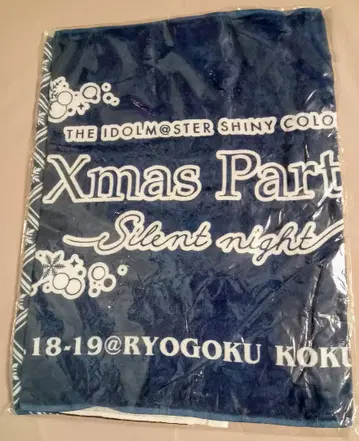 THE IDOLM@STER SHINY COLO
Xmas Part
Silent night
18-19@RYOGOKU KOKU